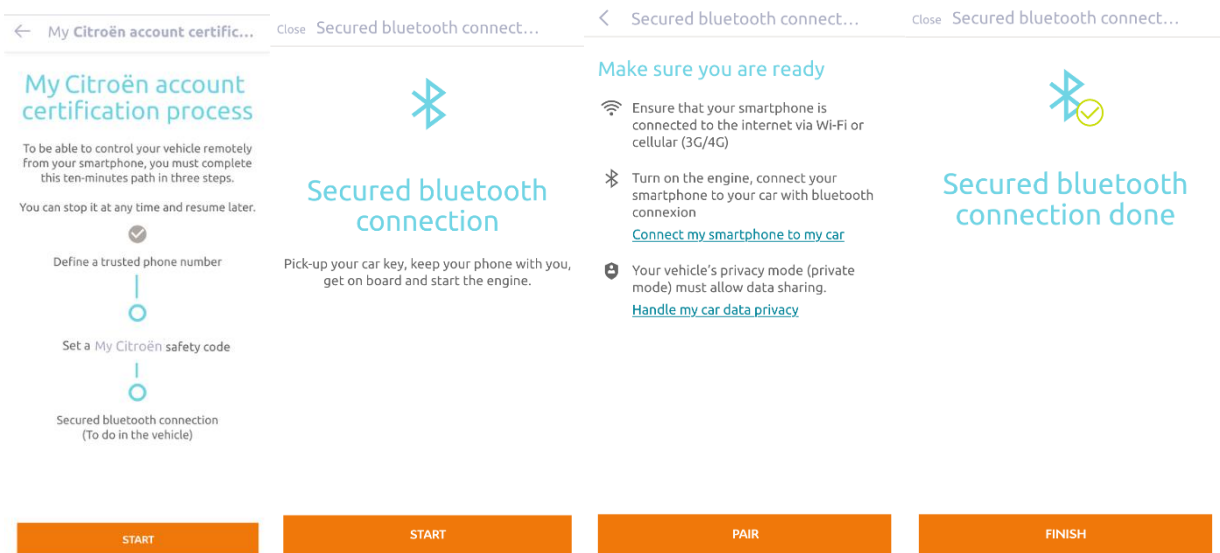 My Citroën account certific...
My Citroën account
certification process
To be able to control your vehicle remotely
from your smartphone, you must complete
this ten-minutes path in three steps.
You can stop it at any time and resume later.
Define a trusted phone number
Set a My Citroën safety code
Secured bluetooth connection
(To do in the vehicle)
START
Close Secured bluetooth connect...
Secured bluetooth
connection
Pick-up your car key, keep your phone with you,
get on board and start the engine.
START
Secured bluetooth connect...
Make sure you are ready
Ensure that your smartphone is
connected to the internet via Wi-Fi or
cellular (3G/4G)
Turn on the engine, connect your
smartphone to your car with bluetooth
connexion
Connect my smartphone to my car
Your vehicle's privacy mode (private
mode) must allow data sharing.
Handle my car data privacy
PAIR
Close Secured bluetooth connect...
Secured bluetooth
connection done
FINISH